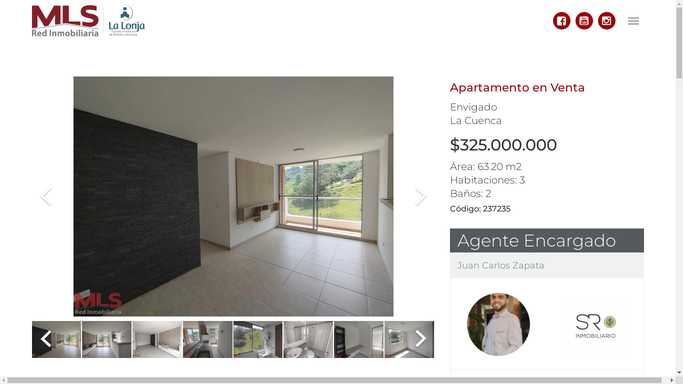 MLS
Red Inmobiliaria
La Lonja
Apartamento en Venta
Envigado
La Cuenca
$325.000.000
Área: 63.20 m2
Habitaciones: 3
Baños: 2
Código: 237235
MLS
Red Inmobiliaria
Agente Encargado
Juan Carlos Zapata
SR
INMOBILIARIO